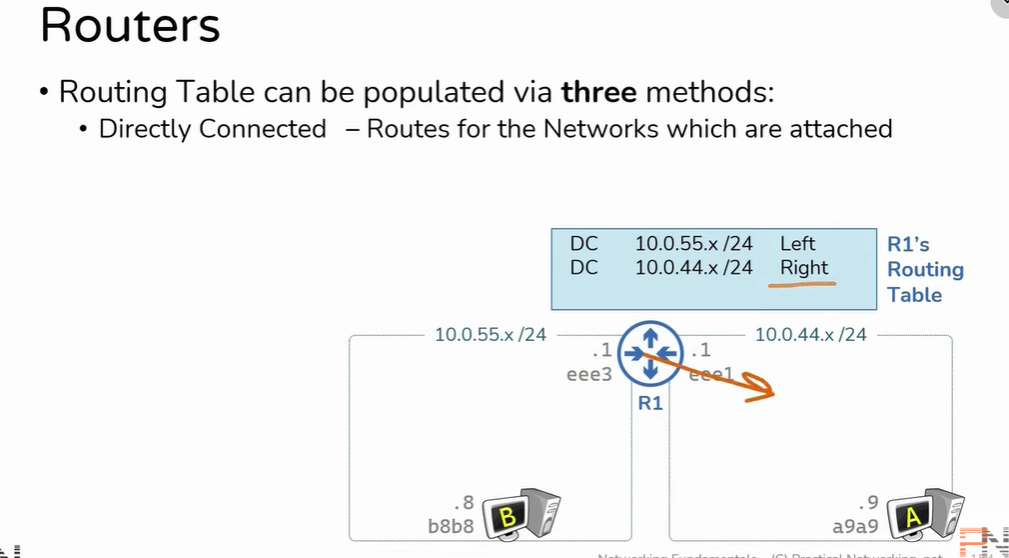 Routers
• Routing Table can be populated via three methods:
• Directly Connected – Routes for the Networks which are attached
DC 10.0.55.x /24 Left
DC 10.0.44.x /24 Right
R1's
Routing
Table
10.0.55.x /24
10.0.44.x /24
.1
.1
eee3
eee1
R1
.8
b8b8
B
.9
a9a9
A